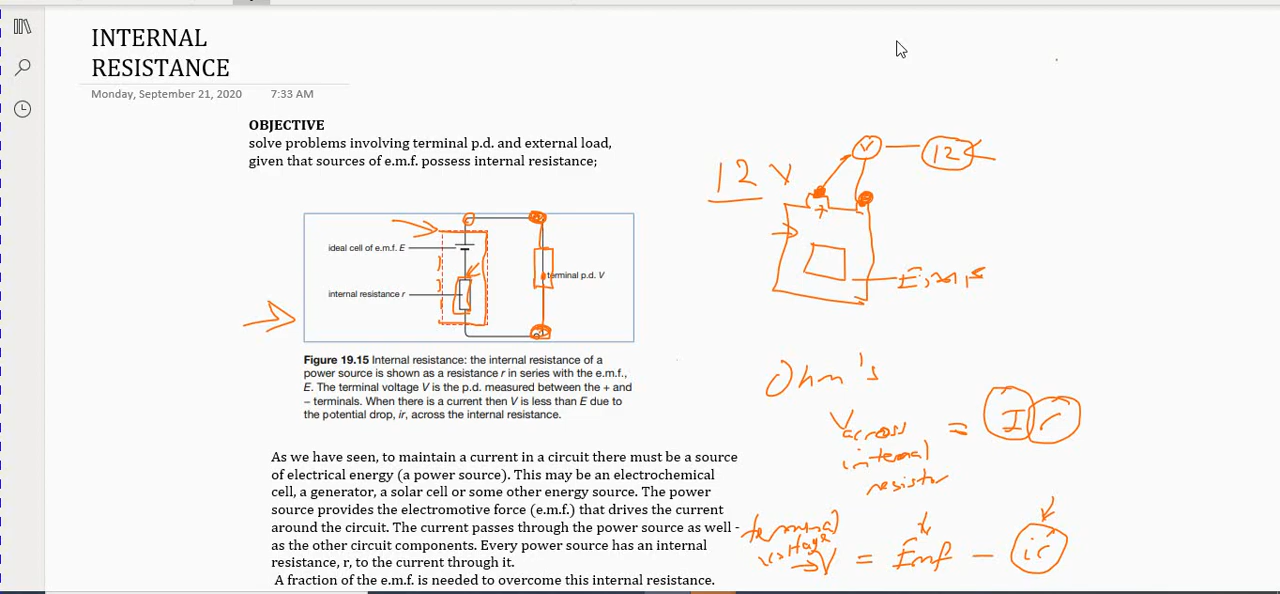 INTERNAL
RESISTANCE
Monday, September 21, 2020 7:33 AM
OBJECTIVE
solve problems involving terminal p.d. and external load,
given that sources of e.m.f. possess internal resistance;
ideal cell of e.m.f. E
terminal p.d. V
internal resistance r
Figure 19.15 Internal resistance: the internal resistance of a
power source is shown as a resistance r in series with the e.m.f.,
E. The terminal voltage V is the p.d. measured between the + and
– terminals. When there is a current then V is less than E due to
the potential drop, ir, across the internal resistance.
As we have seen, to maintain a current in a circuit there must be a source
of electrical energy (a power source). This may be an electrochemical
cell, a generator, a solar cell or some other energy source. The power
source provides the electromotive force (e.m.f.) that drives the current
around the circuit. The current passes through the power source as well
as the other circuit components. Every power source has an internal
resistance, r, to the current through it.
A fraction of the e.m.f. is needed to overcome this internal resistance.
12 V
V
12
+
E.m.f
Ohm's
V across internal resistor = I r
terminal voltage
V = Emf - ir